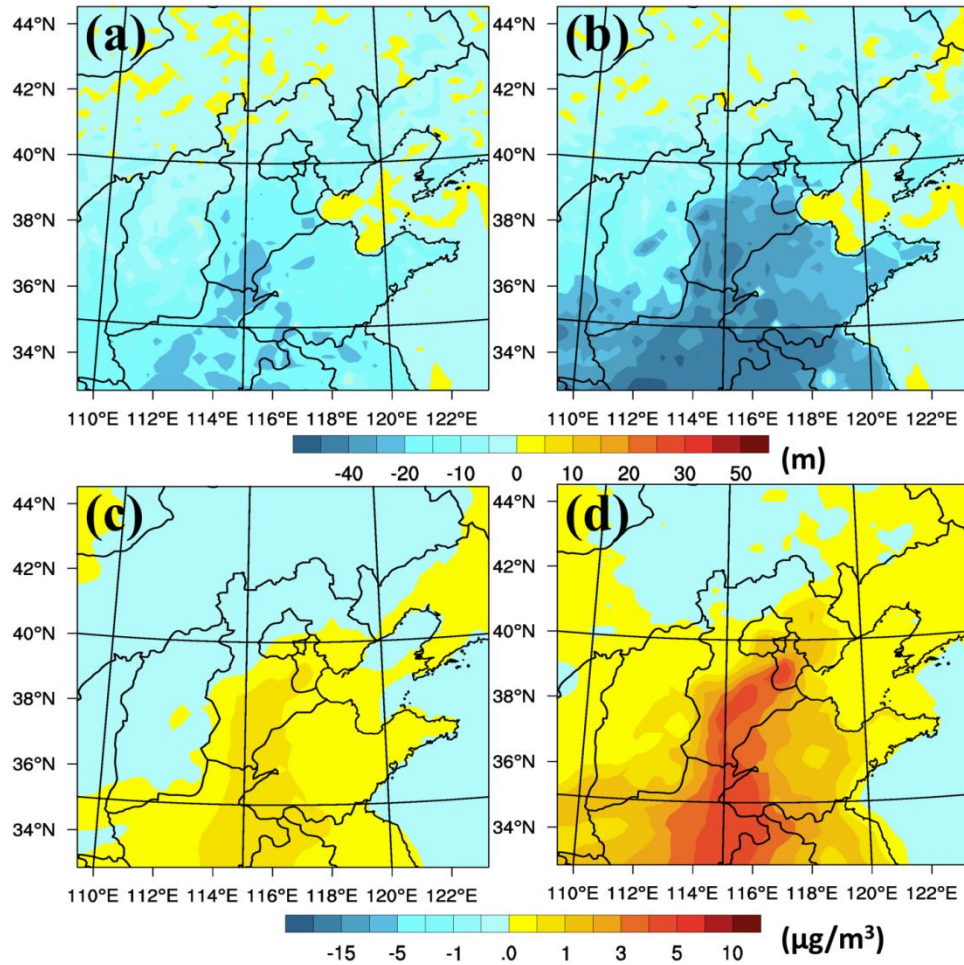 (a) (b)
44°N 44°N
42°N 42°N
40°N 40°N
38°N 38°N
36°N 36°N
34°N 34°N
110°E 112°E 114°E 116°E 118°E 120°E 122°E 110°E 112°E 114°E 116°E 118°E 120°E 122°E
-40 -20 -10 0 10 20 30 50 (m)
(c) (d)
44°N 44°N
42°N 42°N
40°N 40°N
38°N 38°N
36°N 36°N
34°N 34°N
110°E 112°E 114°E 116°E 118°E 120°E 122°E 110°E 112°E 114°E 116°E 118°E 120°E 122°E
-15 -5 -1 .0 1 3 5 10 (μg/m³)